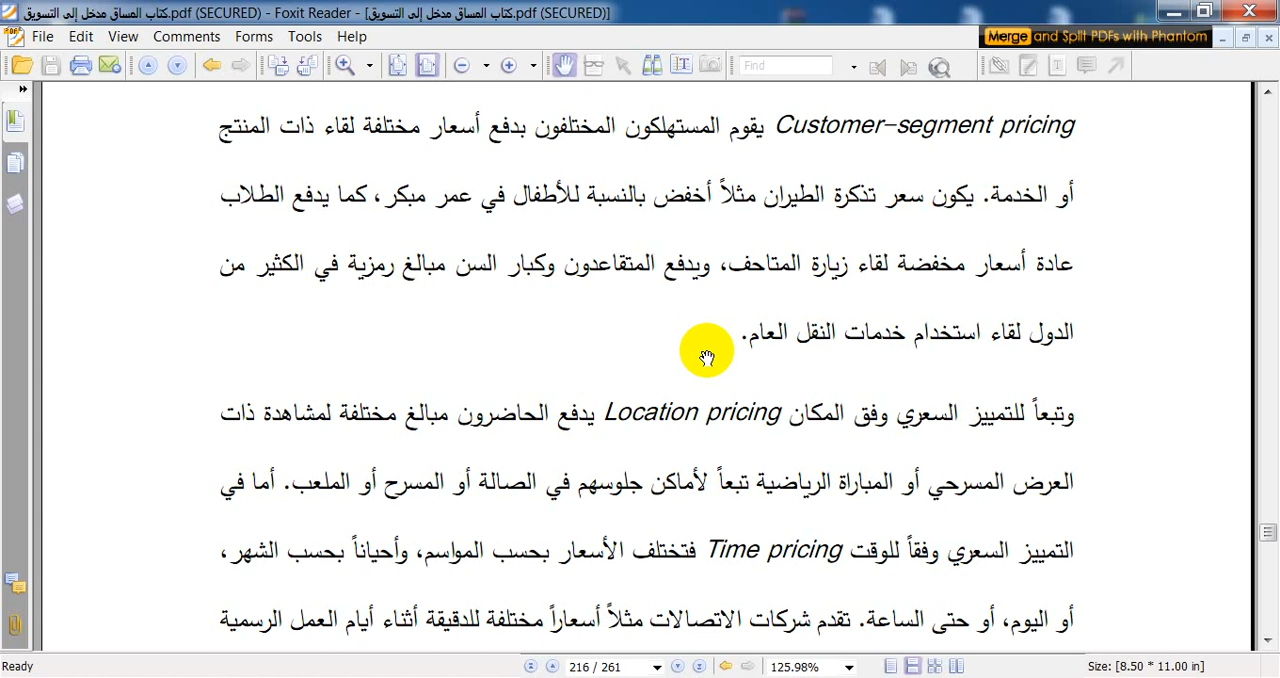 كتاب المساق مدخل إلى التسويق.pdf (SECURED) - Foxit Reader - [كتاب المساق مدخل إلى التسويق.pdf (SECURED)]
File Edit View Comments Forms Tools Help
Merge and Split PDFs with Phantom
Find
Customer-segment pricing يقوم المستهلكون المختلفون بدفع أسعار مختلفة لقاء ذات المنتج
أو الخدمة. يكون سعر تذكرة الطيران مثلاً أخفض بالنسبة للأطفال في عمر مبكر، كما يدفع الطلاب
عادة أسعار مخفضة لقاء زيارة المتاحف، ويدفع المتقاعدون وكبار السن مبالغ رمزية في الكثير من
الدول لقاء استخدام خدمات النقل العام.
وتبعاً للتمييز السعري وفق المكان Location pricing يدفع الحاضرون مبالغ مختلفة لمشاهدة ذات
العرض المسرحي أو المباراة الرياضية تبعاً لأماكن جلوسهم في الصالة أو المسرح أو الملعب. أما في
التمييز السعري وفقاً للوقت Time pricing فتختلف الأسعار بحسب المواسم، وأحياناً بحسب الشهر،
أو اليوم، أو حتى الساعة. تقدم شركات الاتصالات مثلاً أسعاراً مختلفة للدقيقة أثناء أيام العمل الرسمية
Ready 216 / 261 125.98% Size: [8.50 * 11.00 in]